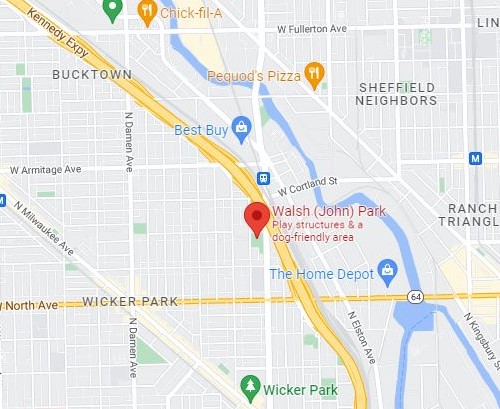 Kennedy Expy
Chick-fil-A
W Fullerton Ave
LIN
BUCKTOWN
Pequod's Pizza
SHEFFIELD
NEIGHBORS
N Damen Ave
Best Buy
W Armitage Ave
M
W Cortland St
N Milwaukee Ave
Walsh (John) Park
Play structures & a
dog-friendly area
RANCH
TRIANGL
The Home Depot
W North Ave
WICKER PARK
64
N Damen Ave
N Elston Ave
N Kingsbury St
Wicker Park